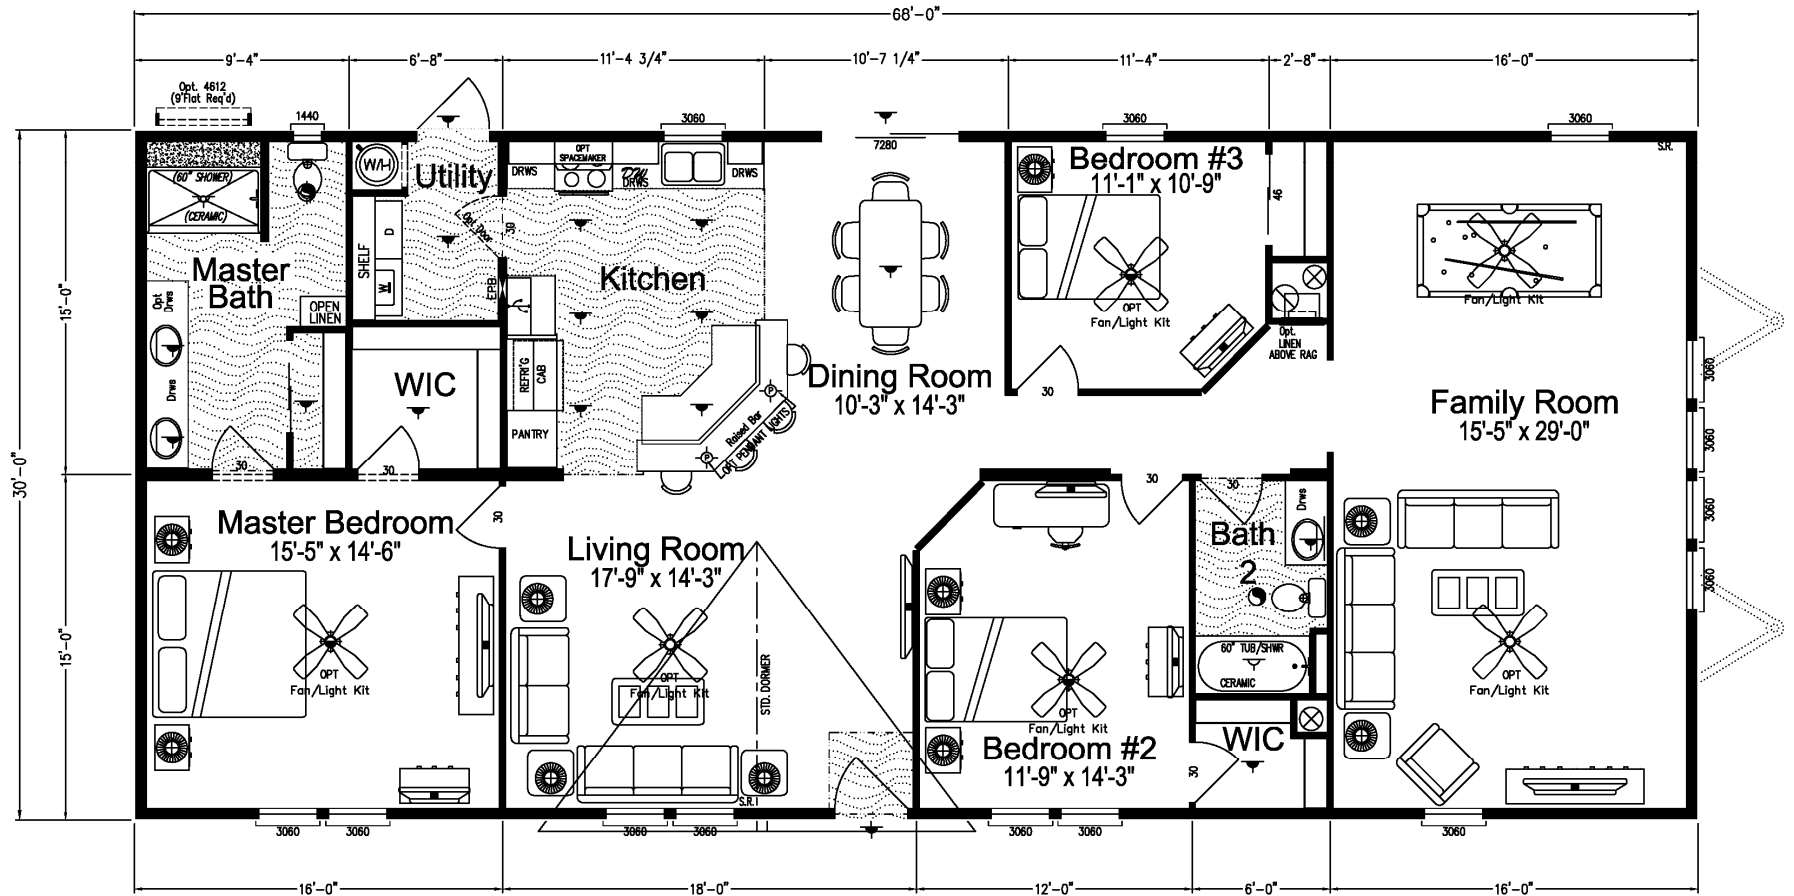 68'-0"
9'-4"
6'-8"
11'-4 3/4"
10'-7 1/4"
11'-4"
2'-8"
16'-0"
Opt. 4612
(9'Flat Req'd)
1440
3060
7280
3060
3060
S.R.
30'-0"
15'-0"
15'-0"
(60" SHOWER)
(CERAMIC)
Master
Bath
Opt
Drws
Drws
OPEN
LINEN
30
W/H
Utility
Opt Door
30
SHELF
D
W
EPB
WIC
30
DRWS
OPT
SPACEMAKER
DW
DRWS
DRWS
Kitchen
REFRI'G
CAB
PANTRY
Raised Bar
LOFT PENDANT LIGHTS
P
P
Dining Room
10'-3" x 14'-3"
Bedroom #3
11'-1" x 10'-9"
46
OPT
Fan/Light Kit
30
Opt.
LINEN
ABOVE RAG
Fan/Light Kit
Family Room
15'-5" x 29'-0"
3060
3060
3060
3060
Master Bedroom
15'-5" x 14'-6"
30
OPT
Fan/Light Kit
Living Room
17'-9" x 14'-3"
OPT
Fan/Light Kit
STD. DORMER
S.R.
30
30
Bath
2
Drws
60" TUB/SHWR
CERAMIC
OPT
Fan/Light Kit
Bedroom #2
11'-9" x 14'-3"
WIC
30
OPT
Fan/Light Kit
3060
3060
3060
3060
3060
3060
3060
16'-0"
18'-0"
12'-0"
6'-0"
16'-0"